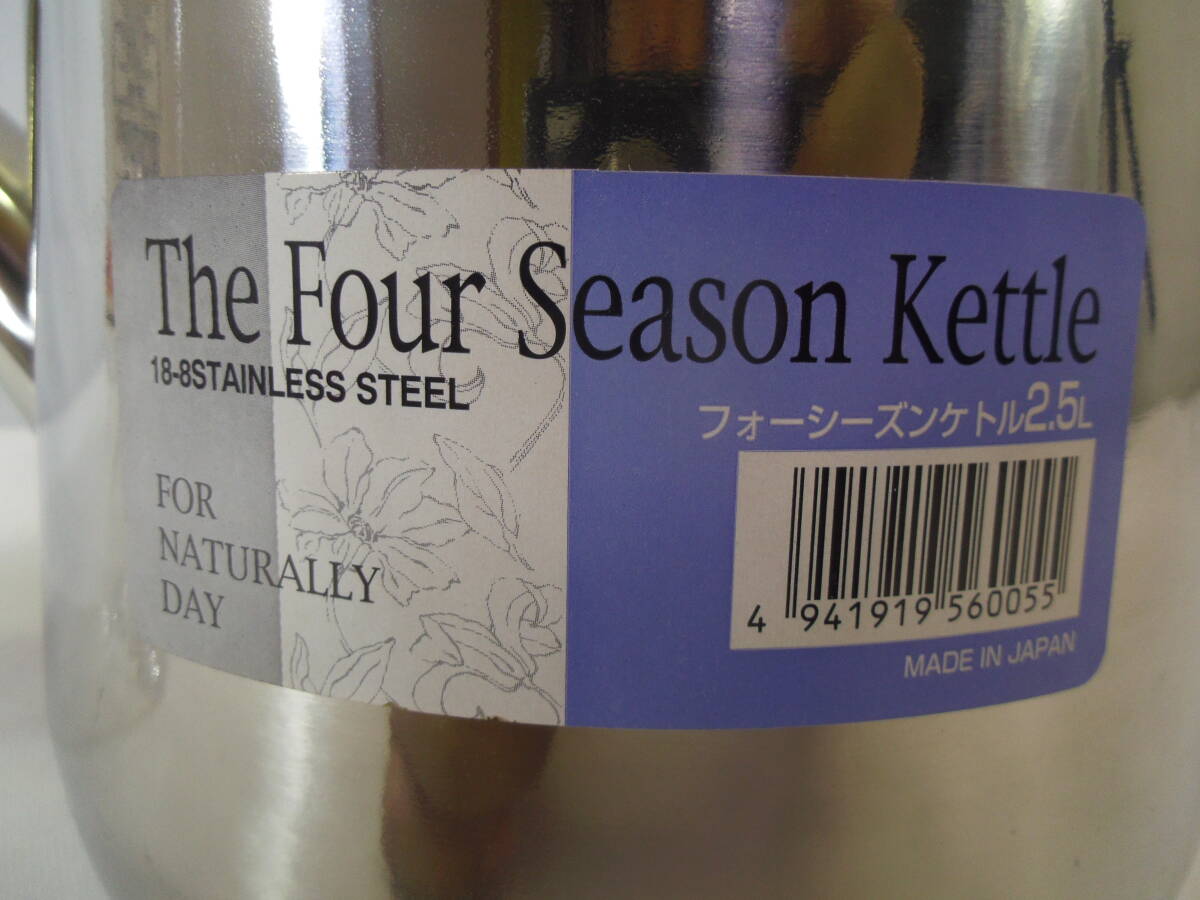 The Four Season Kettle
18-8STAINLESS STEEL
フォーシーズンケトル2.5L
FOR
NATURALLY
DAY
4 941919 560055
MADE IN JAPAN